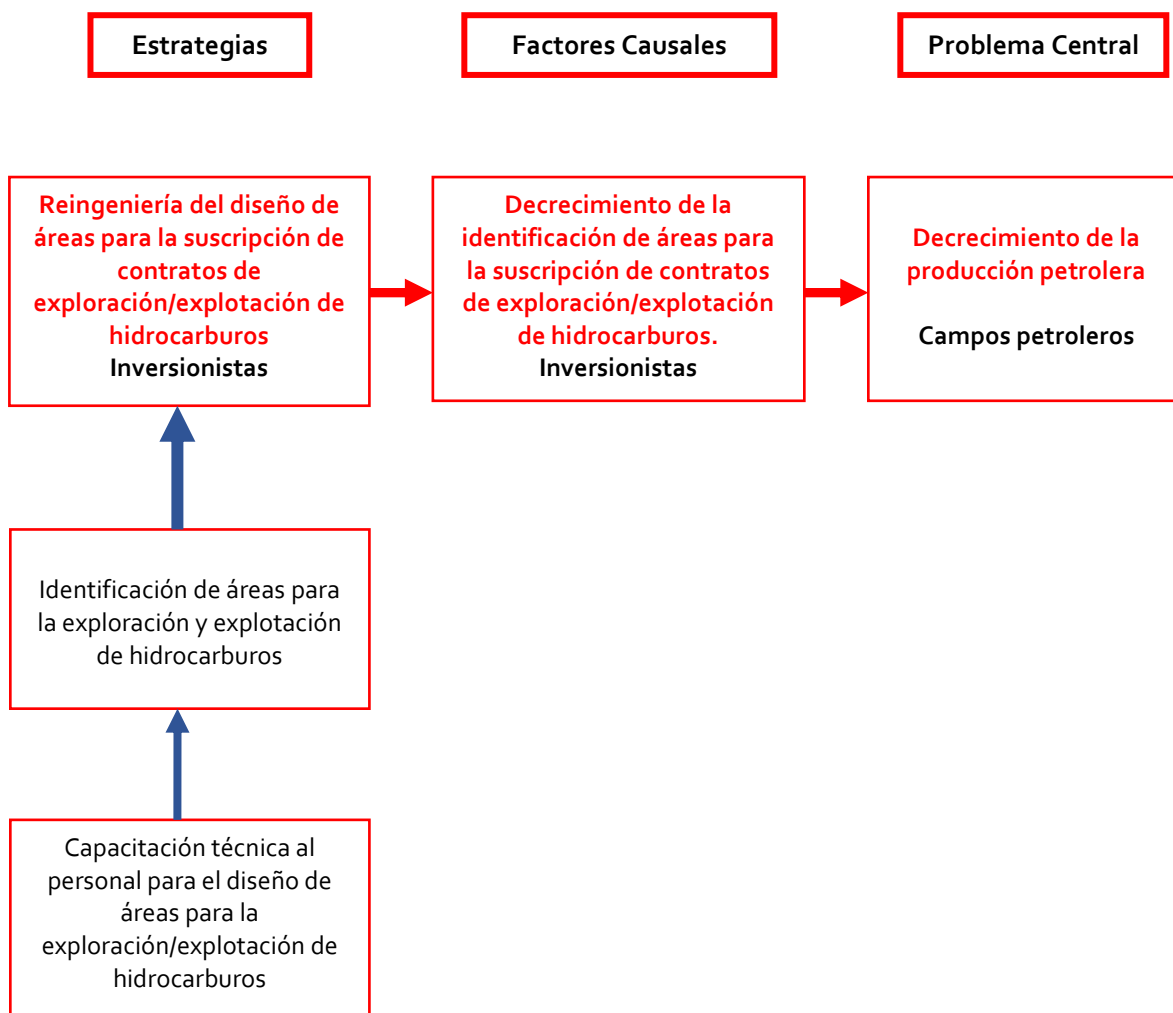 Estrategias
Factores Causales
Problema Central
Reingeniería del diseño de
áreas para la suscripción de
contratos de
exploración/explotación de
hidrocarburos
Inversionistas
Decrecimiento de la
identificación de áreas para
la suscripción de contratos
de exploración/explotación
de hidrocarburos.
Inversionistas
Decrecimiento de la
producción petrolera
Campos petroleros
Identificación de áreas para
la exploración y explotación
de hidrocarburos
Capacitación técnica al
personal para el diseño de
áreas para la
exploración/explotación de
hidrocarburos